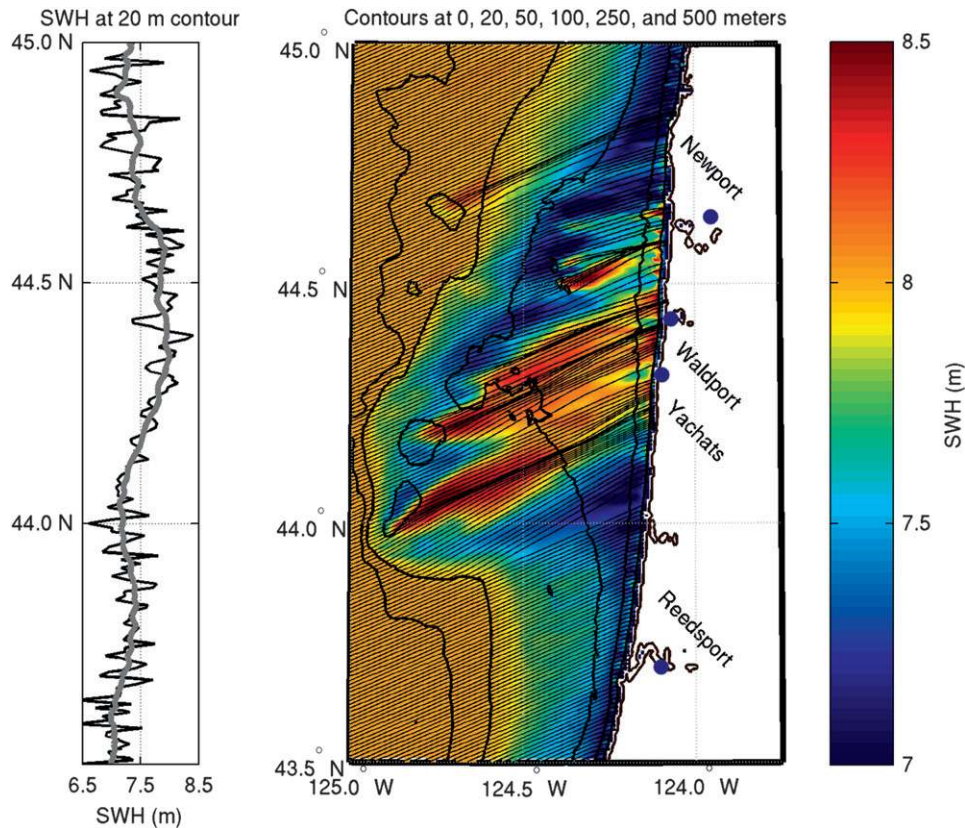 SWH at 20 m contour
45.0 N
44.5 N
44.0 N
6.5 7.5 8.5
SWH (m)
Contours at 0, 20, 50, 100, 250, and 500 meters
45.0° N
44.5° N
44.0° N
43.5° N
125.0° W
124.5° W
124.0° W
Newport
Waldport
Yachats
Reedsport
8.5
8
7.5
7
SWH (m)